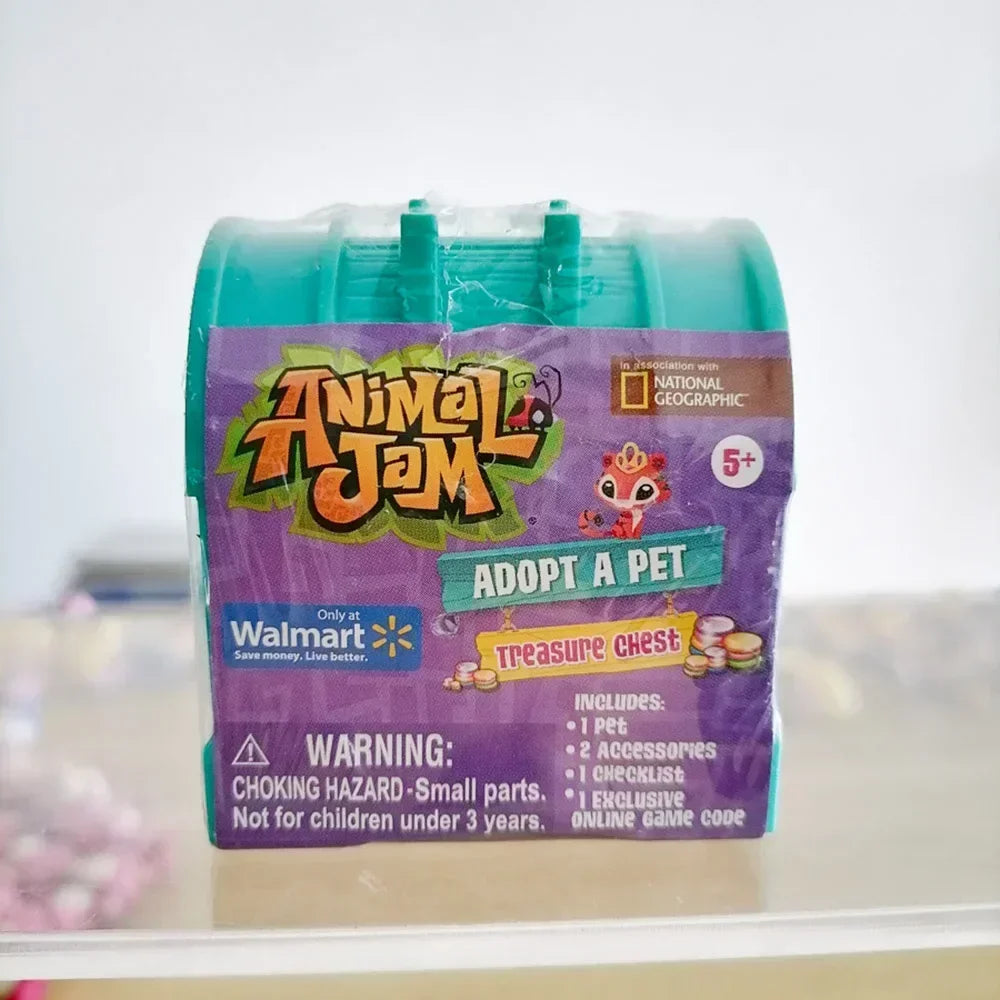 ANIMAL
JAM
In association with
NATIONAL
GEOGRAPHIC™
5+
ADOPT A PET
TREASURE CHEST
Only at
Walmart
Save money. Live better.
INCLUDES:
• 1 PET
• 2 ACCESSORIES
• 1 CHECKLIST
• 1 EXCLUSIVE
ONLINE GAME CODE
WARNING:
CHOKING HAZARD - Small parts.
Not for children under 3 years.